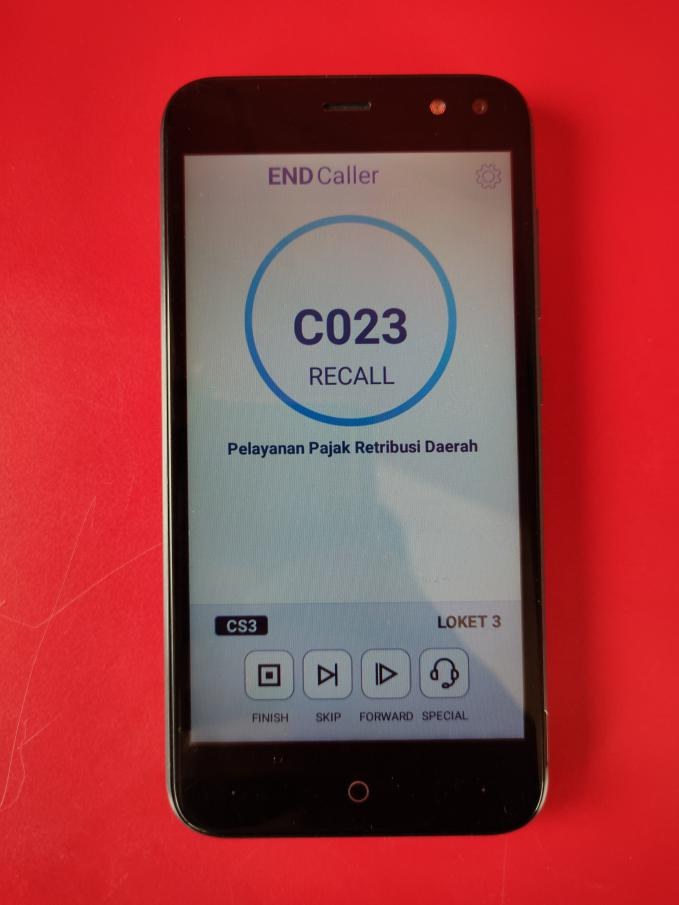 END Caller
C023
RECALL
Pelayanan Pajak Retribusi Daerah
CS3 LOKET 3
FINISH SKIP FORWARD SPECIAL